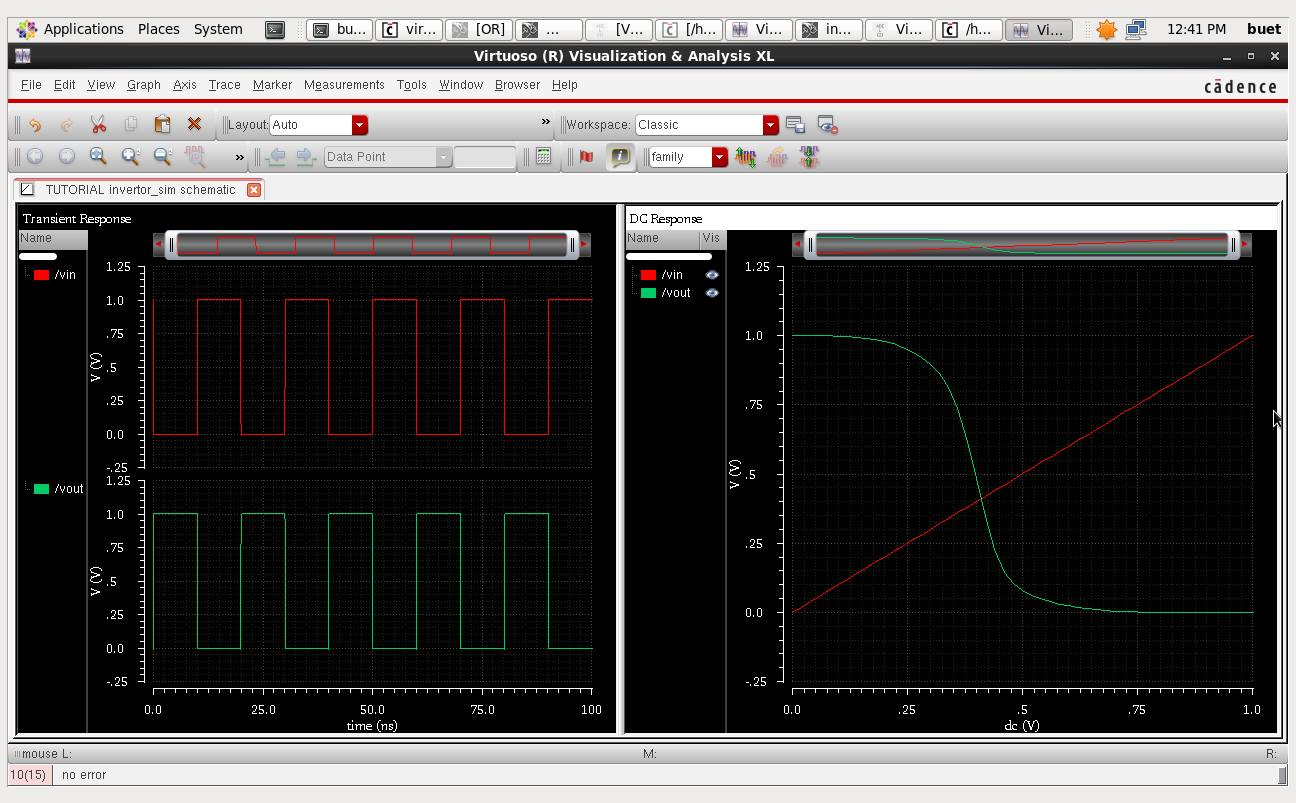 Applications Places System bu... vir... [OR] ... [V... [/h... Vi... in... Vi... /h... Vi... 12:41 PM buet
Virtuoso (R) Visualization & Analysis XL
File Edit View Graph Axis Trace Marker Measurements Tools Window Browser Help cādence
Layout: Auto » Workspace: Classic
» Data Point family
TUTORIAL invertor_sim schematic
Transient Response
Name
/vin
1.25
1.0
.75
.5
.25
0.0
-.25
V (V)
/vout
1.25
1.0
.75
.5
.25
0.0
-.25
V (V)
0.0 25.0 50.0 75.0 100
time (ns)
DC Response
Name Vis
/vin
/vout
1.25
1.0
.75
.5
.25
0.0
-.25
V (V)
0.0 .25 .5 .75 1.0
dc (V)
mouse L: M: R:
10(15) no error